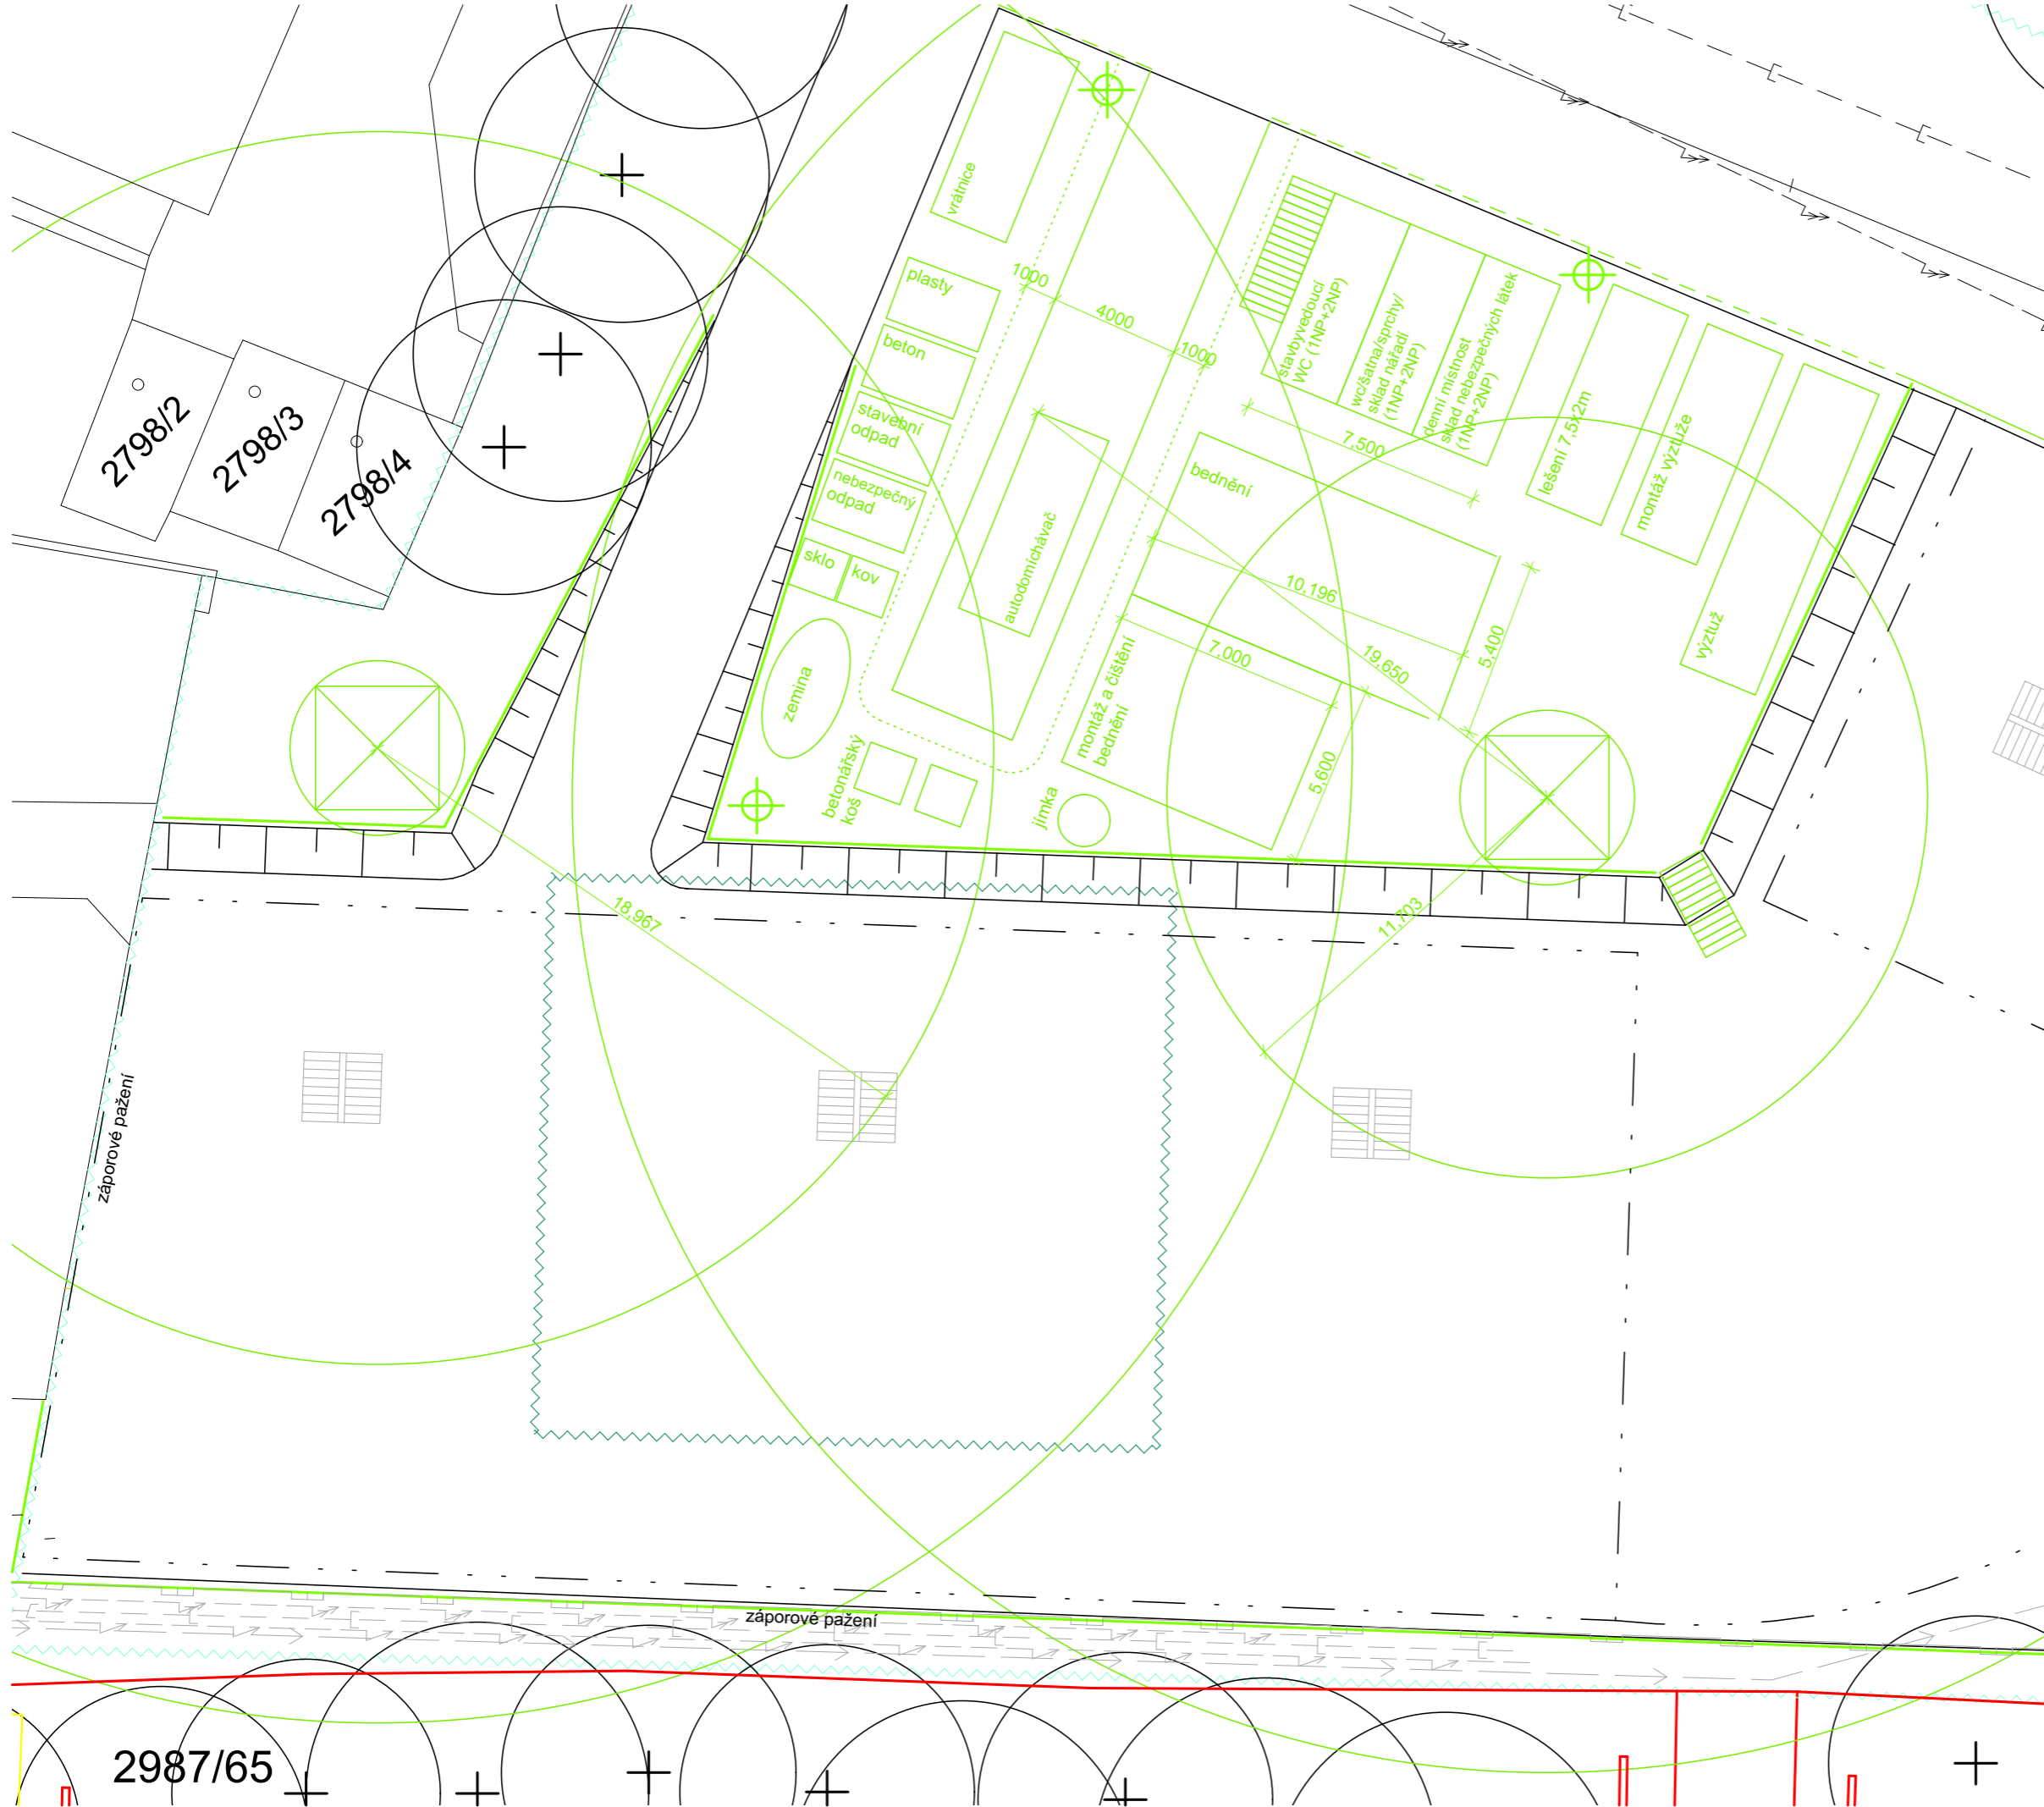 vrátnice
plasty
1000
beton
4000
1000
stavební
odpad
nebezpečný
odpad
sklo
kov
zemina
autodomíchávač
stavbyvedoucí
WC (1NP+2NP)
wc/šatna/sprchy/
sklad nářadí
(1NP+2NP)
denní místnost
sklad nebezpečných látek
(1NP+2NP)
lešení 7,5x2m
montáž výztuže
výztuž
7,500
bednění
10,196
5,400
7,000
19,650
montáž a čištění
bednění
5,600
betonářský
koš
jímka
2798/2
2798/3
2798/4
18,967
11,703
záporové pažení
záporové pažení
2987/65